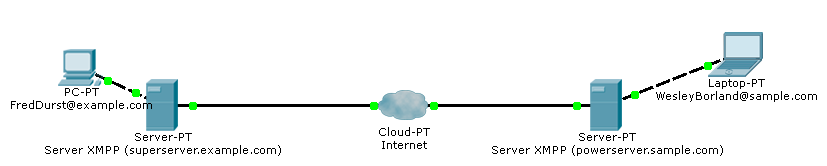 PC-PT
FredDurst@example.com
Server-PT
Server XMPP (superserver.example.com)
Cloud-PT
Internet
Server-PT
Server XMPP (powerserver.sample.com)
Laptop-PT
WesleyBorland@sample.com